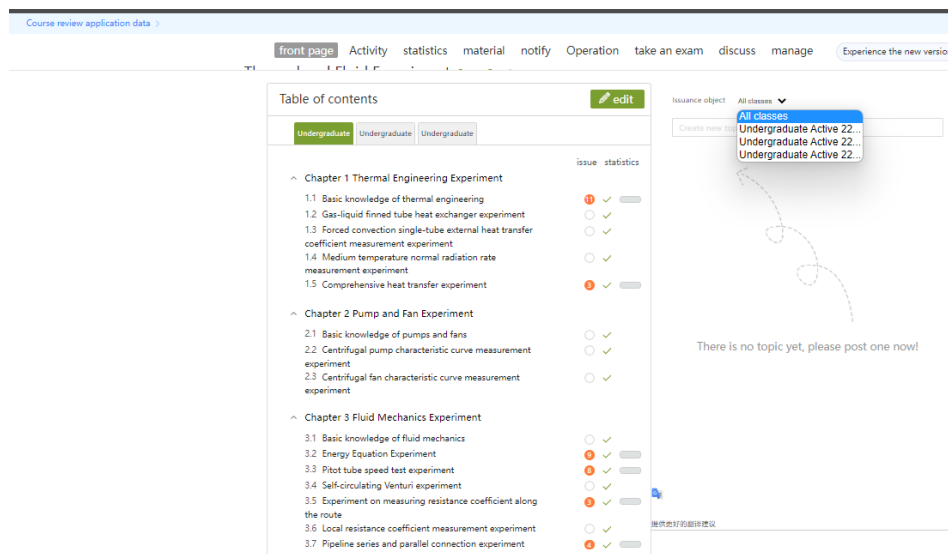 Course review application data >
front page Activity statistics material notify Operation take an exam discuss manage Experience the new versio
Table of contents
edit
Undergraduate Undergraduate Undergraduate
issue statistics
Chapter 1 Thermal Engineering Experiment
1.1 Basic knowledge of thermal engineering 11
1.2 Gas-liquid finned tube heat exchanger experiment
1.3 Forced convection single-tube external heat transfer
coefficient measurement experiment
1.4 Medium temperature normal radiation rate
measurement experiment
1.5 Comprehensive heat transfer experiment 3
Chapter 2 Pump and Fan Experiment
2.1 Basic knowledge of pumps and fans
2.2 Centrifugal pump characteristic curve measurement
experiment
2.3 Centrifugal fan characteristic curve measurement
experiment
Chapter 3 Fluid Mechanics Experiment
3.1 Basic knowledge of fluid mechanics
3.2 Energy Equation Experiment 9
3.3 Pitot tube speed test experiment 8
3.4 Self-circulating Venturi experiment
3.5 Experiment on measuring resistance coefficient along
the route 3
3.6 Local resistance coefficient measurement experiment
3.7 Pipeline series and parallel connection experiment 4
Issuance object All classes
Create new top
All classes
Undergraduate Active 22...
Undergraduate Active 22...
Undergraduate Active 22...
There is no topic yet, please post one now!
提供更好的翻译建议